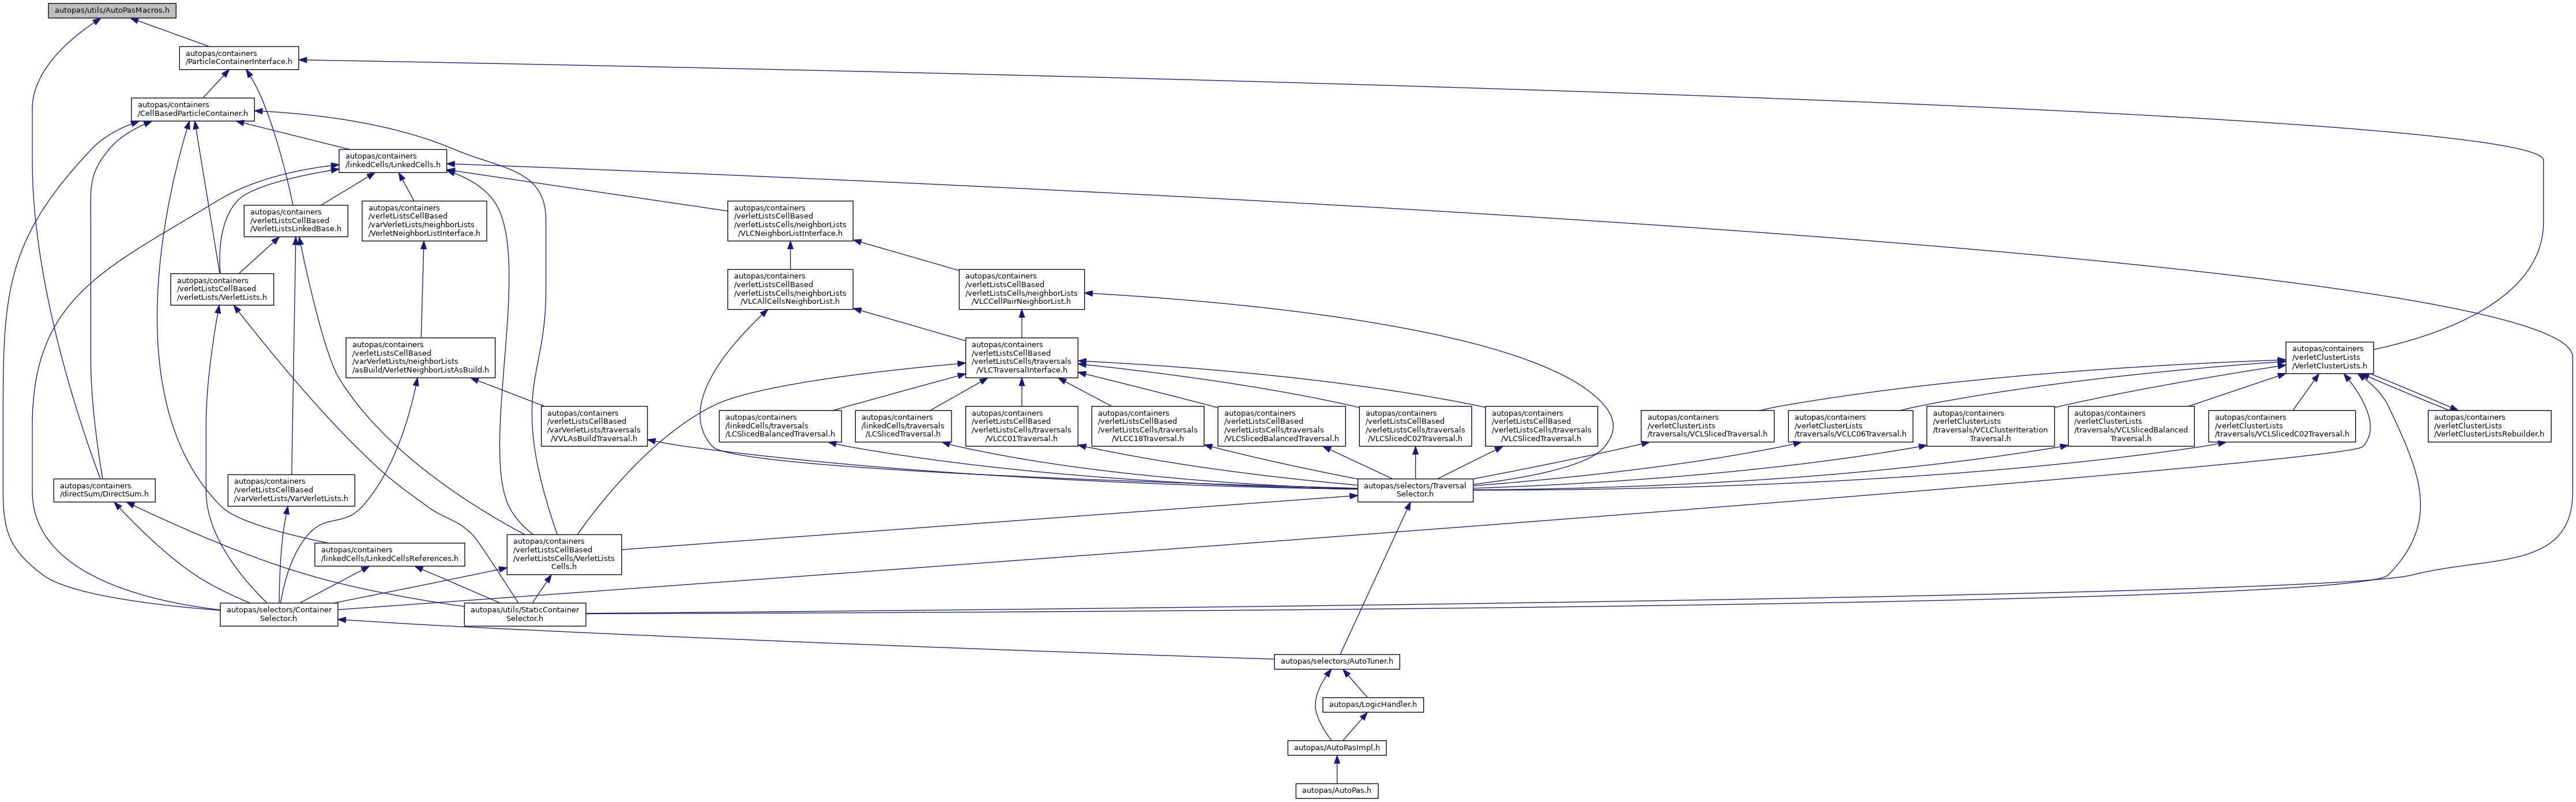 autopas/utils/AutoPasMacros.h
autopas/containers
/ParticleContainerInterface.h
autopas/containers
/CellBasedParticleContainer.h
autopas/containers
/linkedCells/LinkedCells.h
autopas/containers
/verletListsCellBased
/VerletListsLinkedBase.h
autopas/containers
/verletListsCellBased
/varVerletLists/neighborLists
/VerletNeighborListInterface.h
autopas/containers
/verletListsCellBased
/verletListsCells/neighborLists
/VLCNeighborListInterface.h
autopas/containers
/verletListsCellBased
/verletLists/VerletLists.h
autopas/containers
/verletListsCellBased
/verletListsCells/neighborLists
/VLCAllCellsNeighborList.h
autopas/containers
/verletListsCellBased
/verletListsCells/neighborLists
/VLCCellPairNeighborList.h
autopas/containers
/verletListsCellBased
/varVerletLists/neighborLists
/asBuild/VerletNeighborListAsBuild.h
autopas/containers
/verletListsCellBased
/verletListsCells/traversals
/VLCTraversalInterface.h
autopas/containers
/verletClusterLists
/VerletClusterLists.h
autopas/containers
/verletListsCellBased
/varVerletLists/traversals
/VVLAsBuildTraversal.h
autopas/containers
/linkedCells/traversals
/LCSlicedBalancedTraversal.h
autopas/containers
/linkedCells/traversals
/LCSlicedTraversal.h
autopas/containers
/verletListsCellBased
/verletListsCells/traversals
/VLCC01Traversal.h
autopas/containers
/verletListsCellBased
/verletListsCells/traversals
/VLCC18Traversal.h
autopas/containers
/verletListsCellBased
/verletListsCells/traversals
/VLCSlicedBalancedTraversal.h
autopas/containers
/verletListsCellBased
/verletListsCells/traversals
/VLCSlicedC02Traversal.h
autopas/containers
/verletListsCellBased
/verletListsCells/traversals
/VLCSlicedTraversal.h
autopas/containers
/verletClusterLists
/traversals/VCLSlicedTraversal.h
autopas/containers
/verletClusterLists
/traversals/VCLC06Traversal.h
autopas/containers
/verletClusterLists
/traversals/VCLClusterIteration
Traversal.h
autopas/containers
/verletClusterLists
/traversals/VCLSlicedBalanced
Traversal.h
autopas/containers
/verletClusterLists
/traversals/VCLSlicedC02Traversal.h
autopas/containers
/verletClusterLists
/VerletClusterListsRebuilder.h
autopas/containers
/directSum/DirectSum.h
autopas/containers
/verletListsCellBased
/varVerletLists/VarVerletLists.h
autopas/selectors/Traversal
Selector.h
autopas/containers
/linkedCells/LinkedCellsReferences.h
autopas/containers
/verletListsCellBased
/verletListsCells/VerletLists
Cells.h
autopas/selectors/Container
Selector.h
autopas/utils/StaticContainer
Selector.h
autopas/selectors/AutoTuner.h
autopas/LogicHandler.h
autopas/AutoPasImpl.h
autopas/AutoPas.h